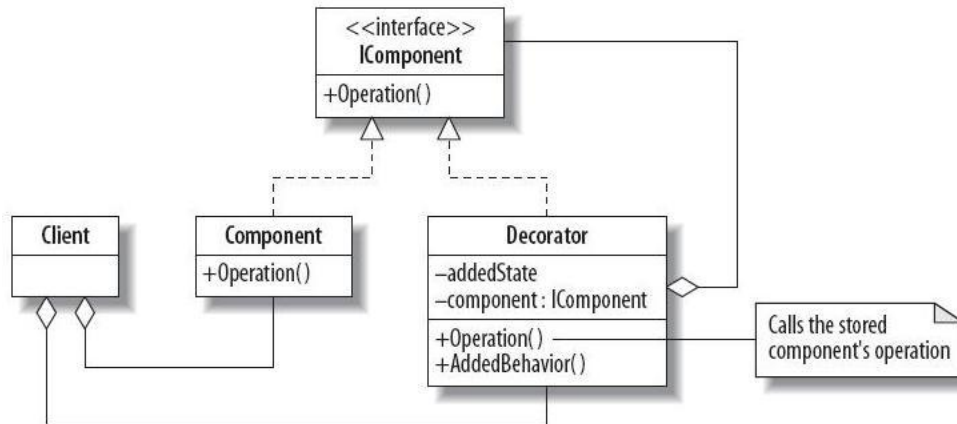 <<interface>>
IComponent
+Operation()
Client
Component
+Operation()
Decorator
–addedState
–component : IComponent
+Operation()
+AddedBehavior()
Calls the stored
component's operation